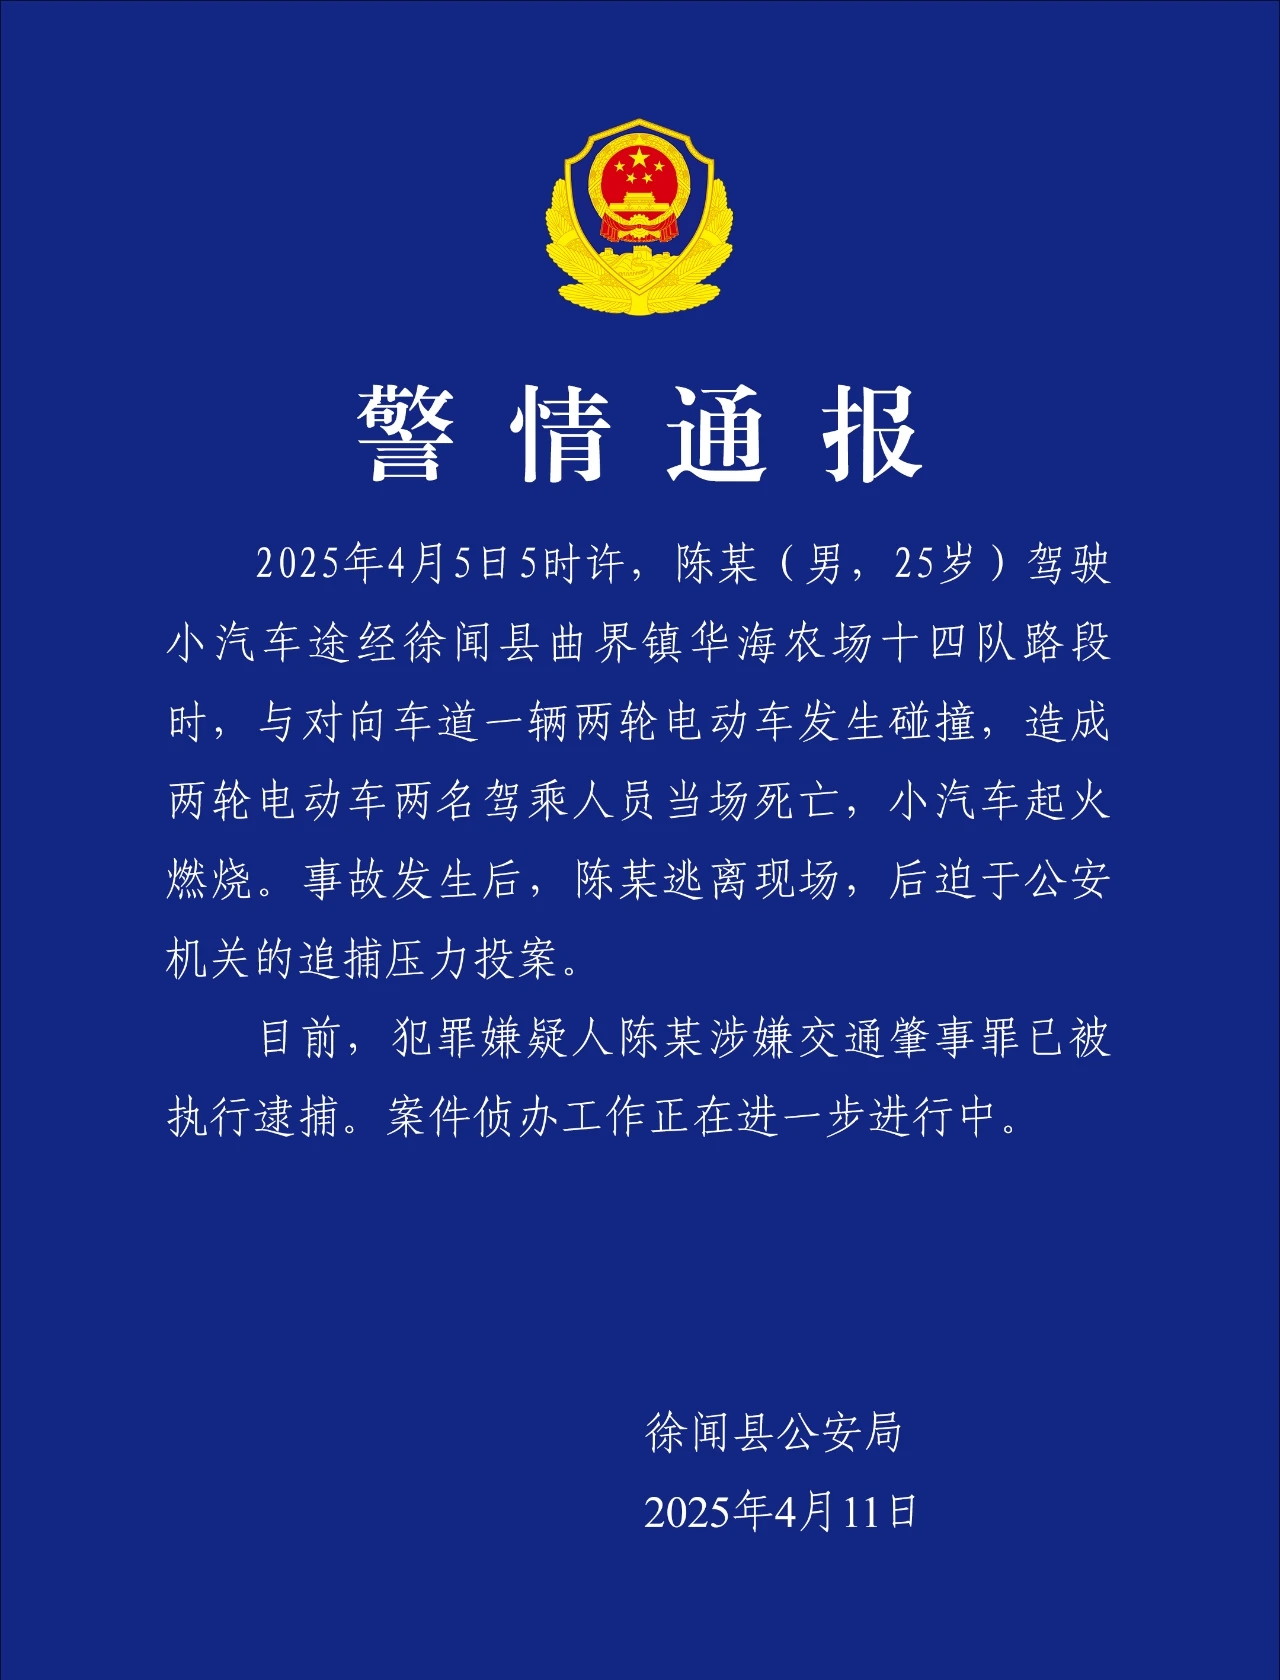 警情通报
2025年4月5日5时许，陈某（男，25岁）驾驶
小汽车途经徐闻县曲界镇华海农场十四队路段
时，与对向车道一辆两轮电动车发生碰撞，造成
两轮电动车两名驾乘人员当场死亡，小汽车起火
燃烧。事故发生后，陈某逃离现场，后迫于公安
机关的追捕压力投案。
目前，犯罪嫌疑人陈某涉嫌交通肇事罪已被
执行逮捕。案件侦办工作正在进一步进行中。
徐闻县公安局
2025年4月11日